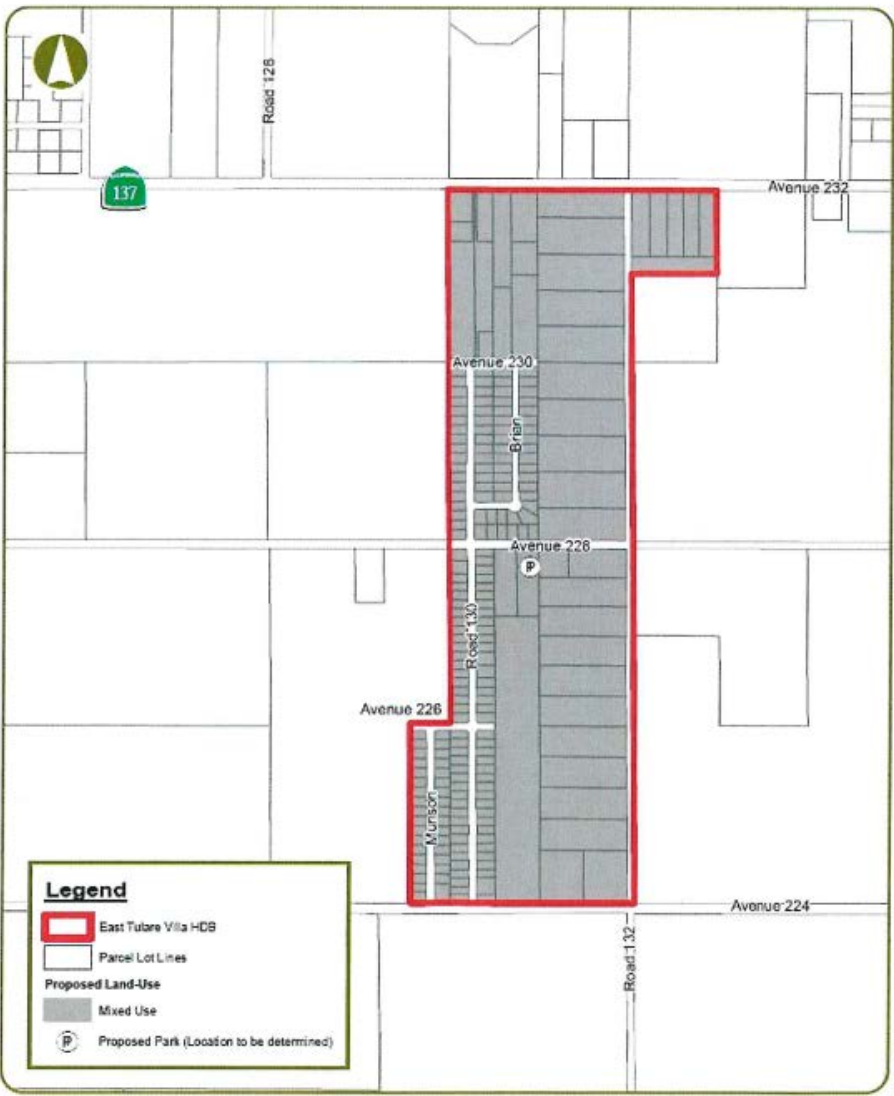 Road 126
137
Avenue 232
Avenue 230
Brian
Avenue 228
P
Road 130
Avenue 226
Munson
Avenue 224
Road 132
Legend
East Tulare Villa HDB
Parcel Lot Lines
Proposed Land-Use
Mixed Use
P Proposed Park (Location to be determined)